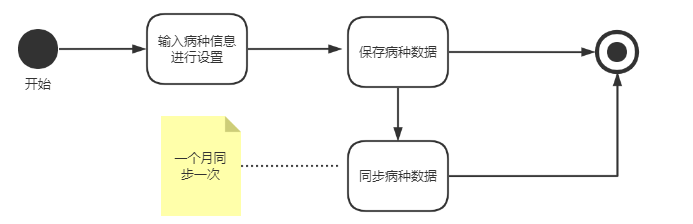 输入病种信息
进行设置
保存病种数据
开始
一个月同
步一次
同步病种数据